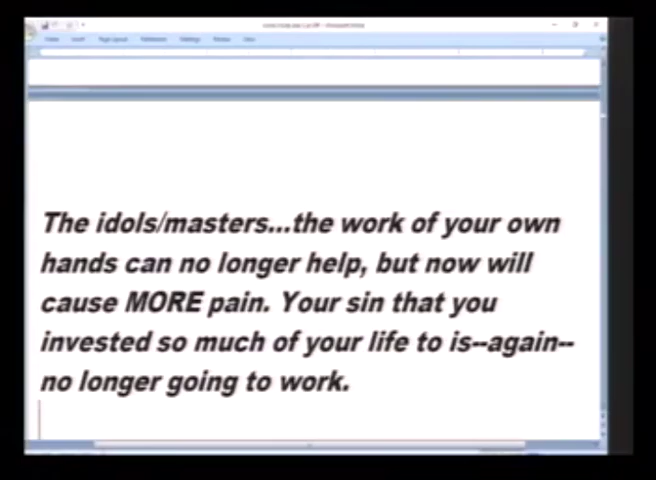 The idols/masters...the work of your own
hands can no longer help, but now will
cause MORE pain. Your sin that you
invested so much of your life to is--again--
no longer going to work.